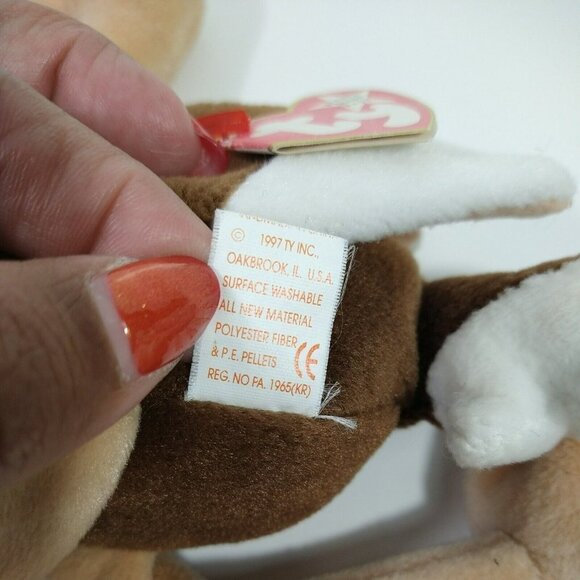 © 1997 TY INC.,
OAKBROOK, IL. U.S.A.
SURFACE WASHABLE
ALL NEW MATERIAL
POLYESTER FIBER
& P.E. PELLETS CE
REG. NO PA. 1965(KR)